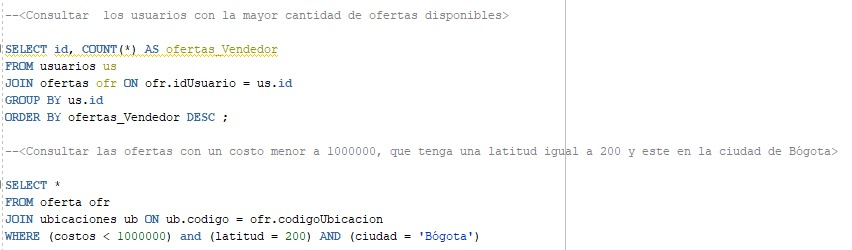 --<Consultar  los usuarios con la mayor cantidad de ofertas disponibles>
SELECT id, COUNT(*) AS ofertas_Vendedor
FROM usuarios us
JOIN ofertas ofr ON ofr.idUsuario = us.id
GROUP BY us.id
ORDER BY ofertas_Vendedor DESC ;
--<Consultar las ofertas con un costo menor a 1000000, que tenga una latitud igual a 200 y este en la ciudad de Bógota>
SELECT *
FROM oferta ofr
JOIN ubicaciones ub ON ub.codigo = ofr.codigoUbicacion
WHERE (costos < 1000000) and (latitud = 200) AND (ciudad = 'Bógota')